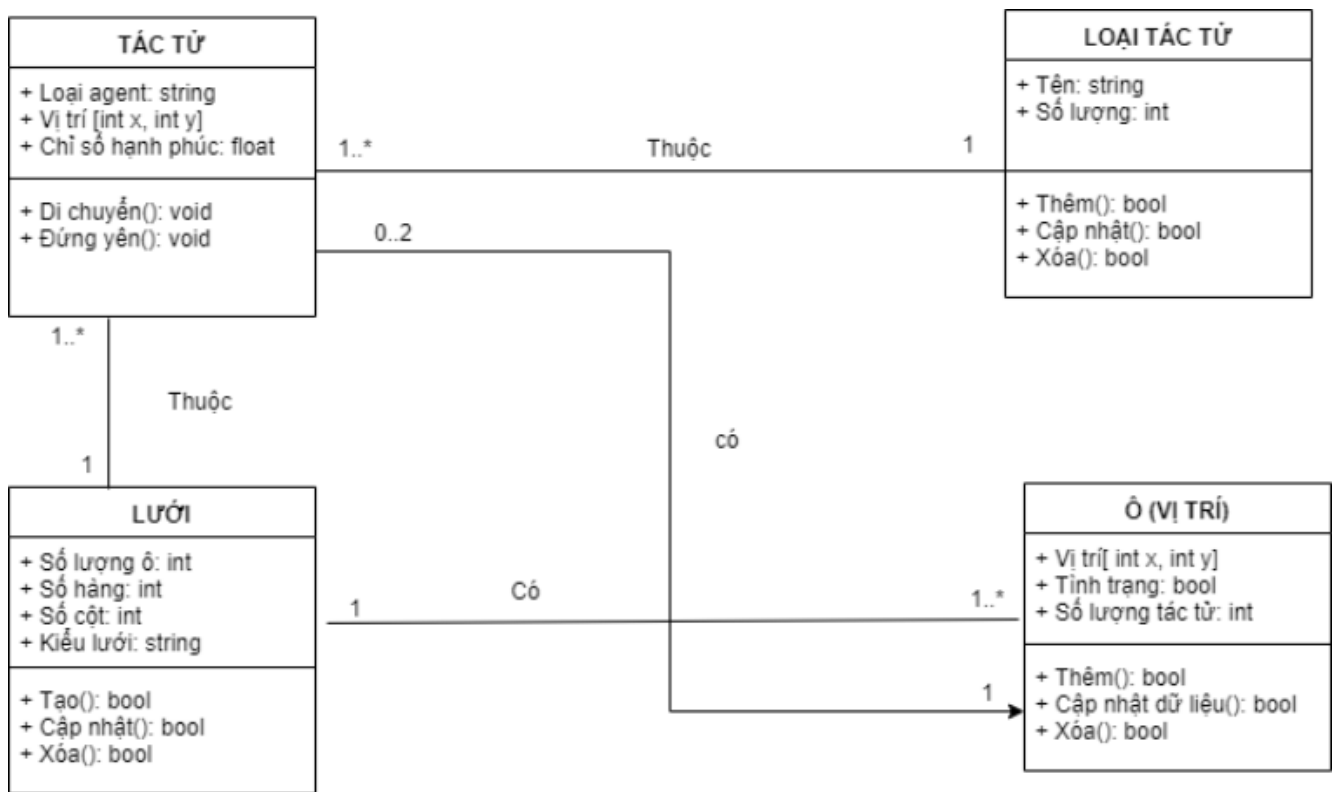 TÁC TỬ
+ Loại agent: string
+ Vị trí [int x, int y]
+ Chỉ số hạnh phúc: float
+ Di chuyển(): void
+ Đứng yên(): void
LOẠI TÁC TỬ
+ Tên: string
+ Số lượng: int
+ Thêm(): bool
+ Cập nhật(): bool
+ Xóa(): bool
1..*
Thuộc
1
0..2
1..*
Thuộc
1
có
LƯỚI
+ Số lượng ô: int
+ Số hàng: int
+ Số cột: int
+ Kiểu lưới: string
+ Tạo(): bool
+ Cập nhật(): bool
+ Xóa(): bool
1
Có
1..*
1
Ô (VỊ TRÍ)
+ Vị trí[ int x, int y]
+ Tình trạng: bool
+ Số lượng tác tử: int
+ Thêm(): bool
+ Cập nhật dữ liệu(): bool
+ Xóa(): bool